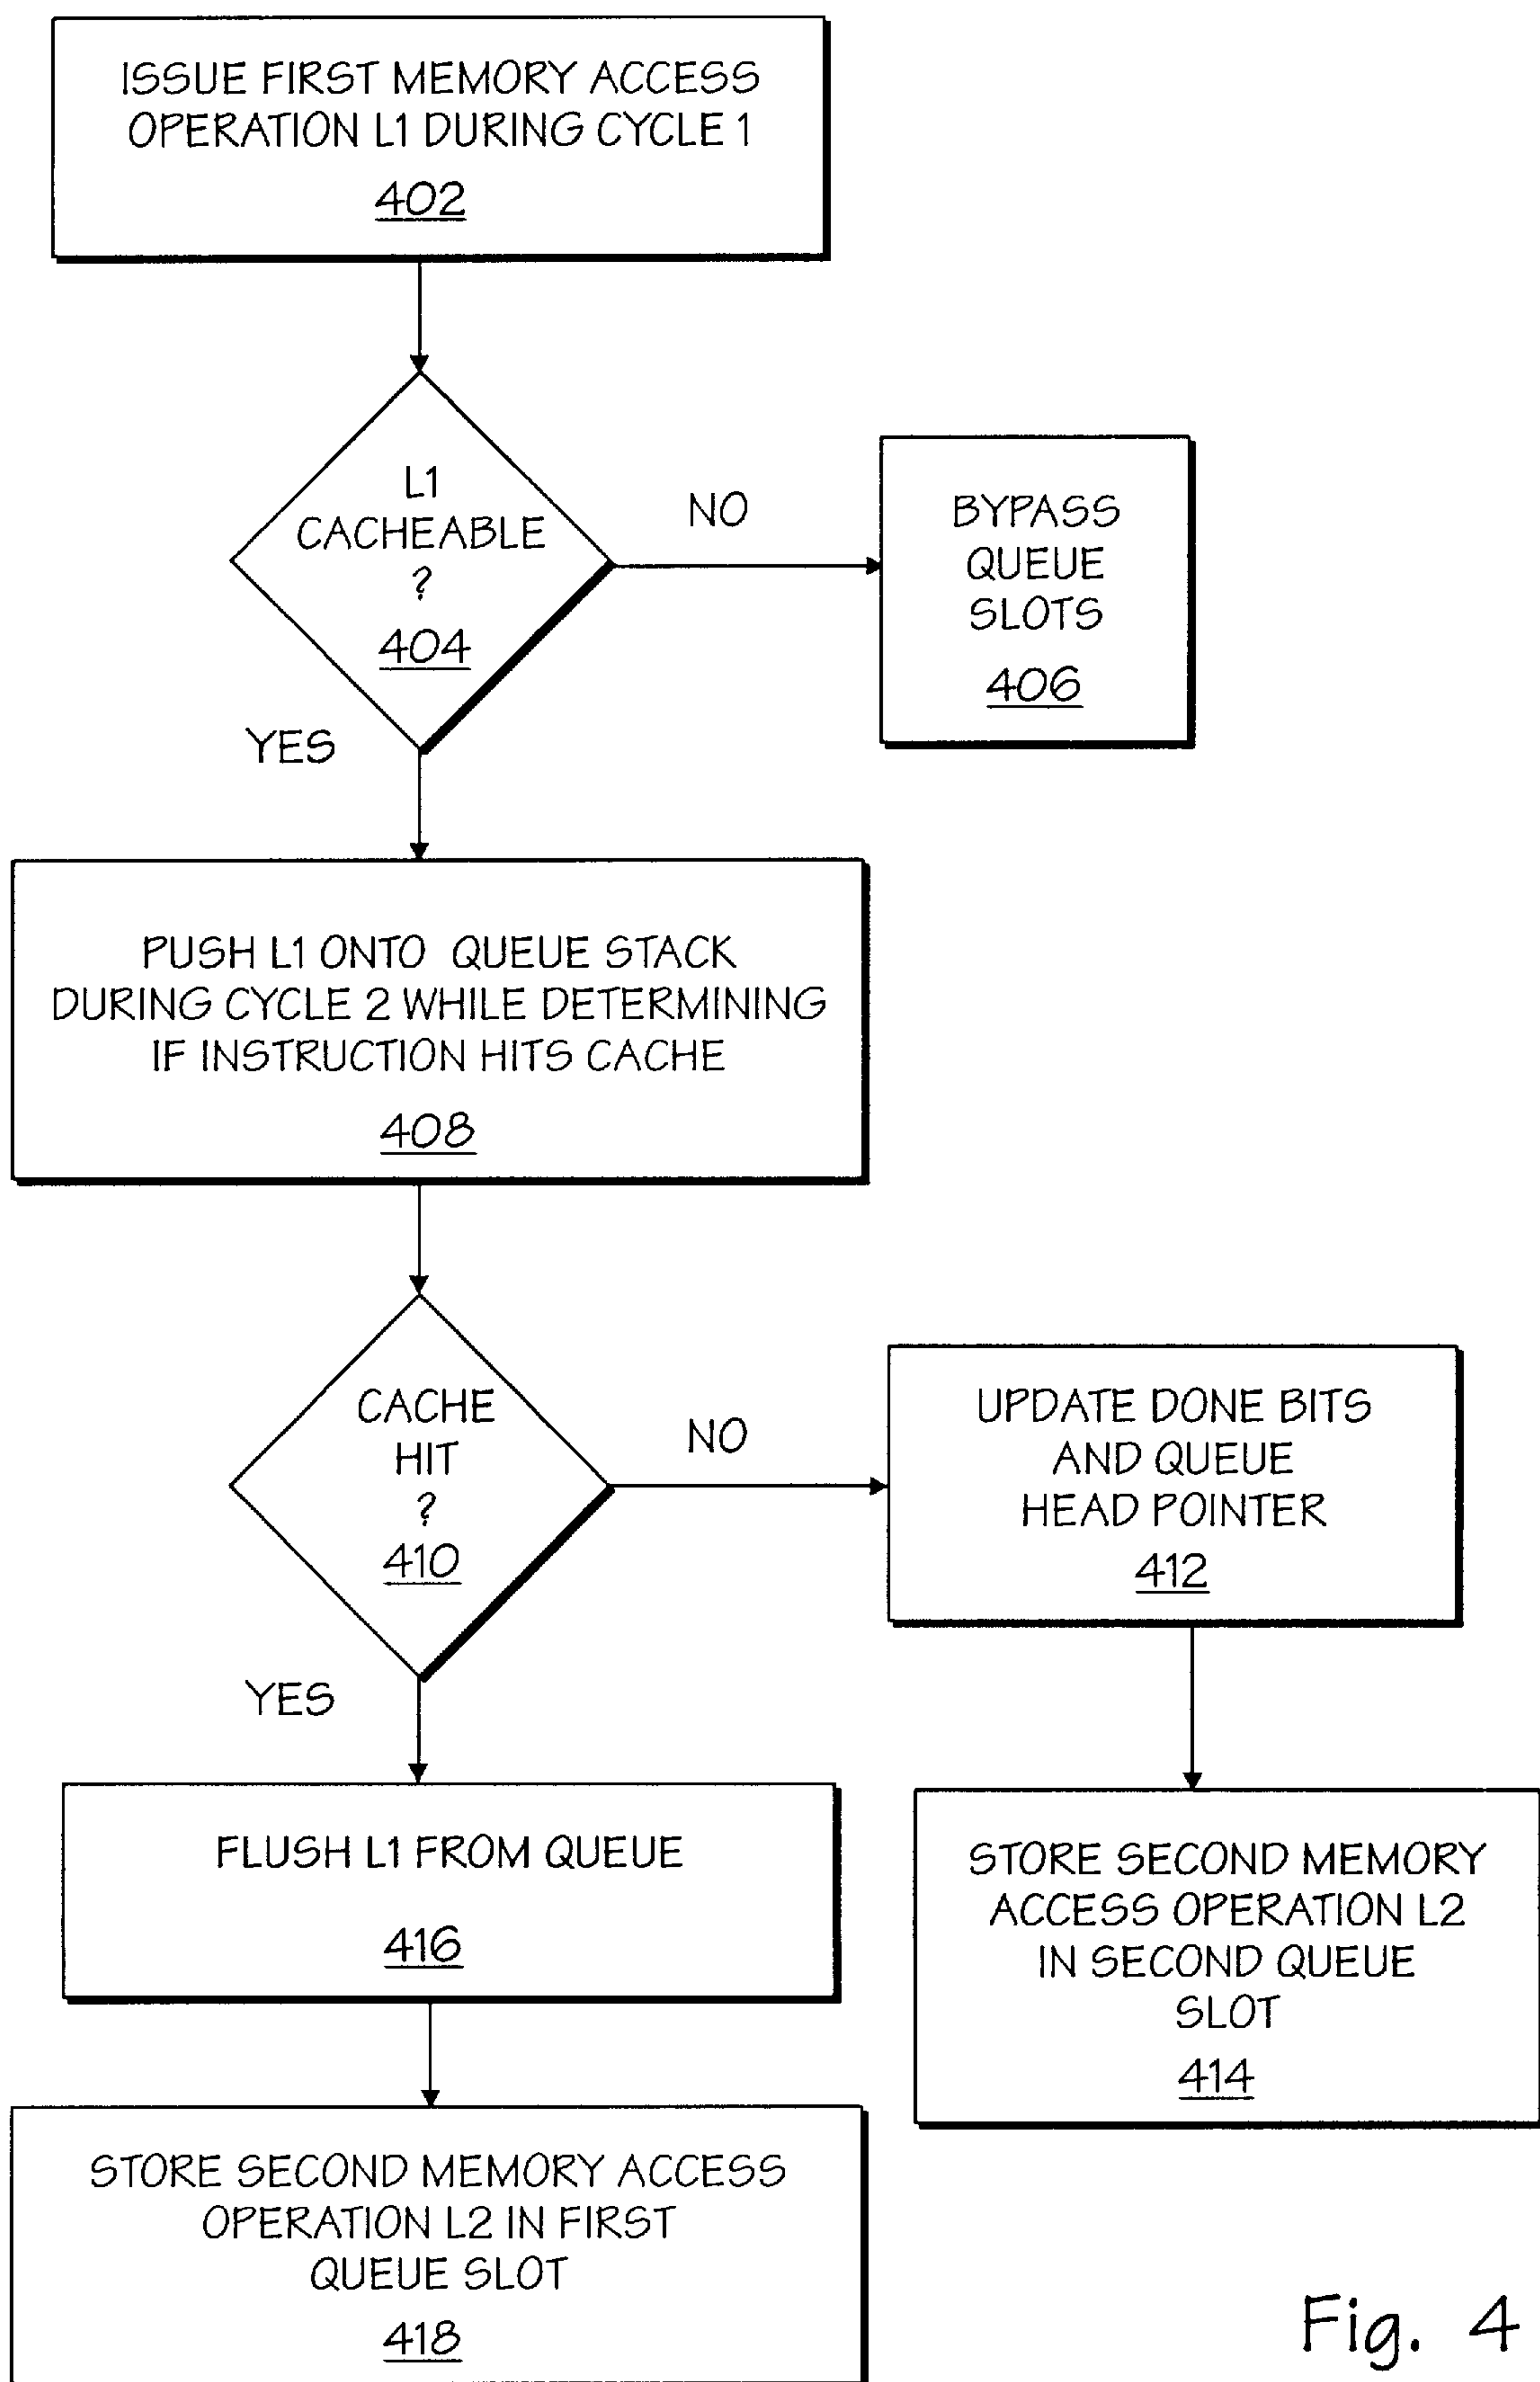 ISSUE FIRST MEMORY ACCESS
OPERATION L1 DURING CYCLE 1
402
L1
CACHEABLE
?
404
NO
BYPASS
QUEUE
SLOTS
406
YES
PUSH L1 ONTO QUEUE STACK
DURING CYCLE 2 WHILE DETERMINING
IF INSTRUCTION HITS CACHE
408
CACHE
HIT
?
410
NO
UPDATE DONE BITS
AND QUEUE
HEAD POINTER
412
YES
FLUSH L1 FROM QUEUE
416
STORE SECOND MEMORY
ACCESS OPERATION L2
IN SECOND QUEUE
SLOT
414
STORE SECOND MEMORY ACCESS
OPERATION L2 IN FIRST
QUEUE SLOT
418
Fig. 4